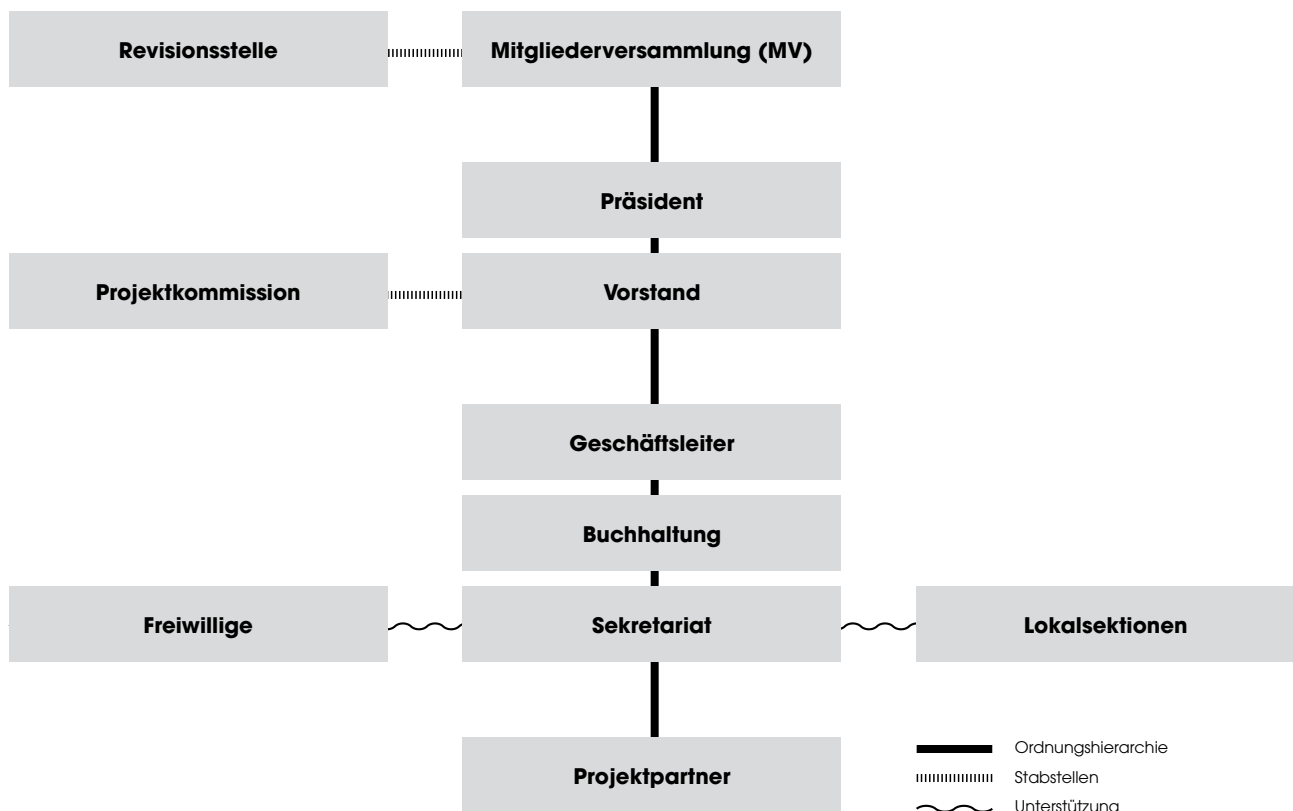 Revisionsstelle
Mitgliederversammlung (MV)
Präsident
Projektkommission
Vorstand
Geschäftsleiter
Buchhaltung
Freiwillige
Sekretariat
Lokalsektionen
Projektpartner
Ordnungshierarchie
Stabstellen
Unterstützung